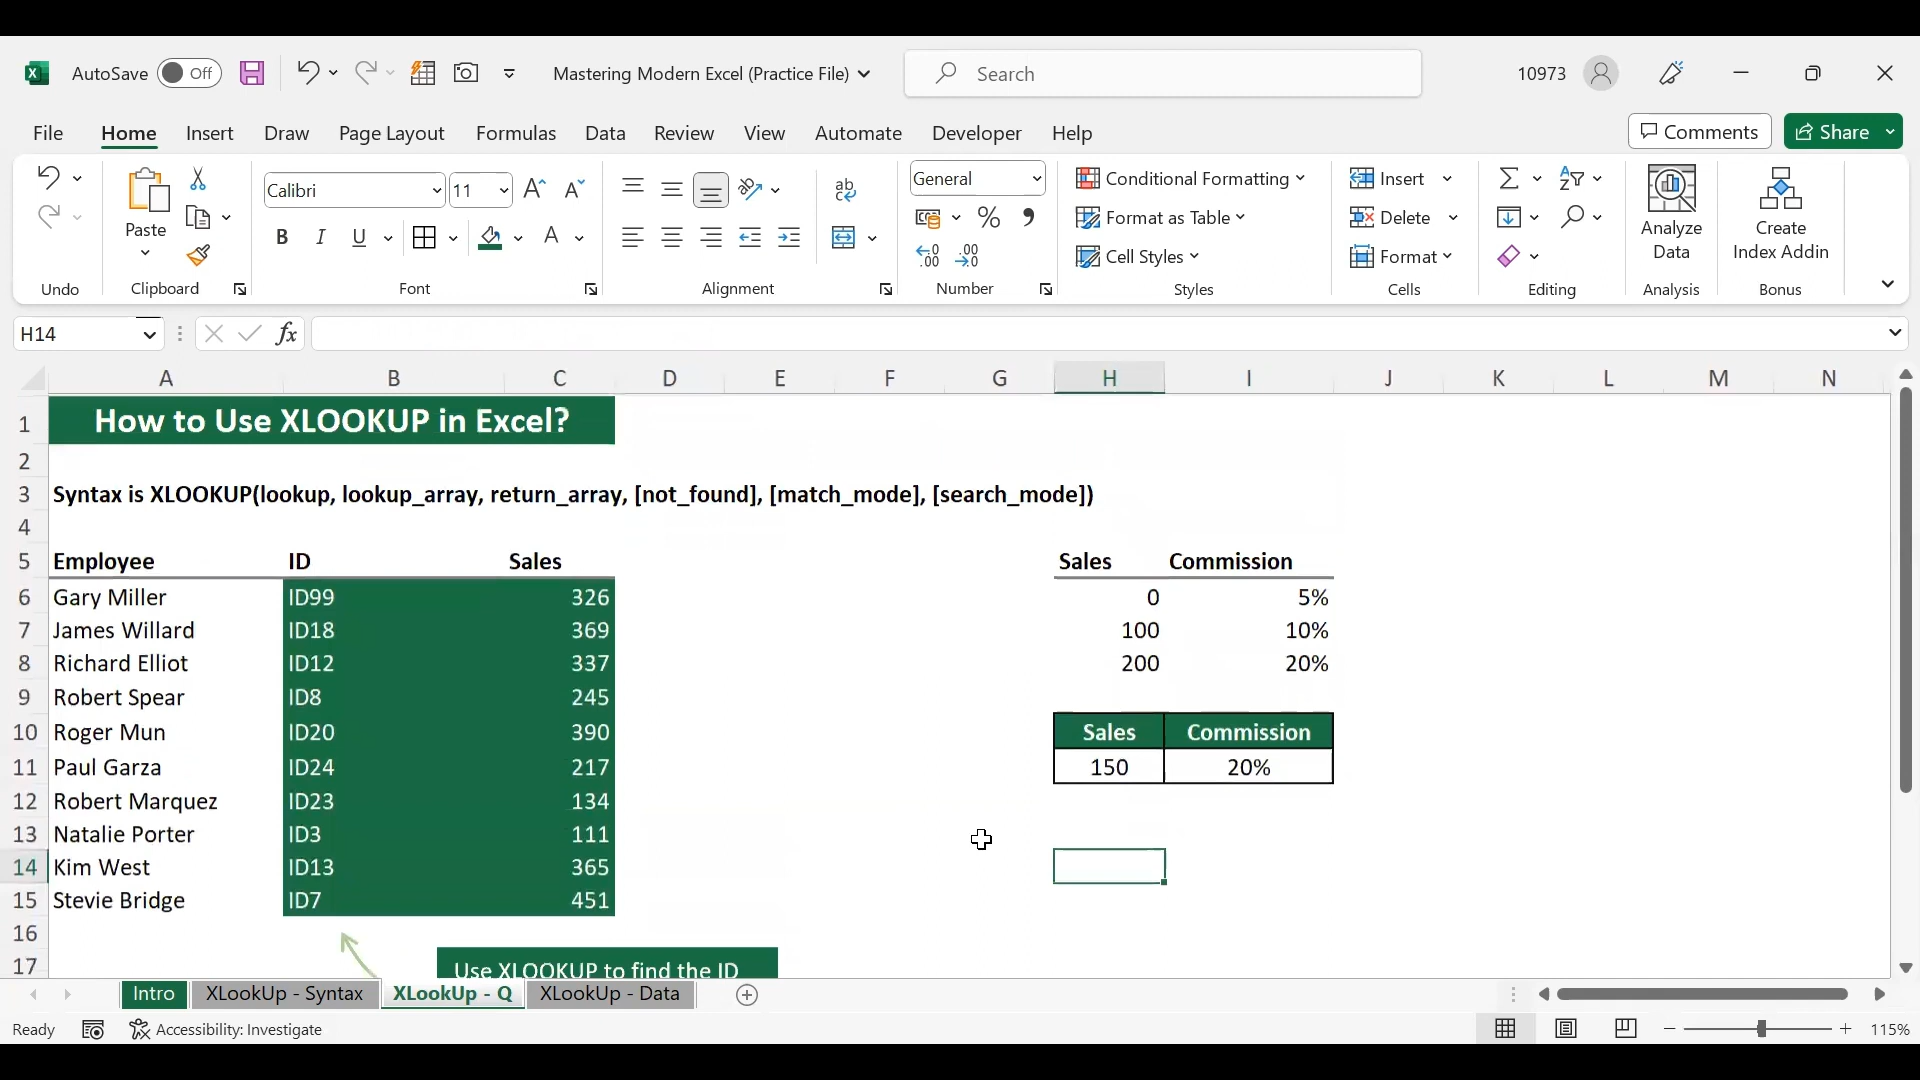 AutoSave Off Mastering Modern Excel (Practice File) Search 10973
File Home Insert Draw Page Layout Formulas Data Review View Automate Developer Help Comments Share
Calibri 11 ab General Conditional Formatting Insert Delete Format
Paste B I U A % Format as Table
Cell Styles
Analyze Data
Create Index Addin
Undo Clipboard Font Alignment Number Styles Cells Editing Analysis Bonus
H14 fx
A B C D E F G H I J K L M N
1 How to Use XLOOKUP in Excel?
2
3 Syntax is XLOOKUP(lookup, lookup_array, return_array, [not_found], [match_mode], [search_mode])
4
5 Employee ID Sales Sales Commission
6 Gary Miller ID99 326 0 5%
7 James Willard ID18 369 100 10%
8 Richard Elliot ID12 337 200 20%
9 Robert Spear ID8 245
10 Roger Mun ID20 390 Sales Commission
11 Paul Garza ID24 217 150 20%
12 Robert Marquez ID23 134
13 Natalie Porter ID3 111
14 Kim West ID13 365
15 Stevie Bridge ID7 451
16
17 Use XLOOKUP to find the ID
Intro XLookUp - Syntax XLookUp - Q XLookUp - Data
Ready Accessibility: Investigate 115%